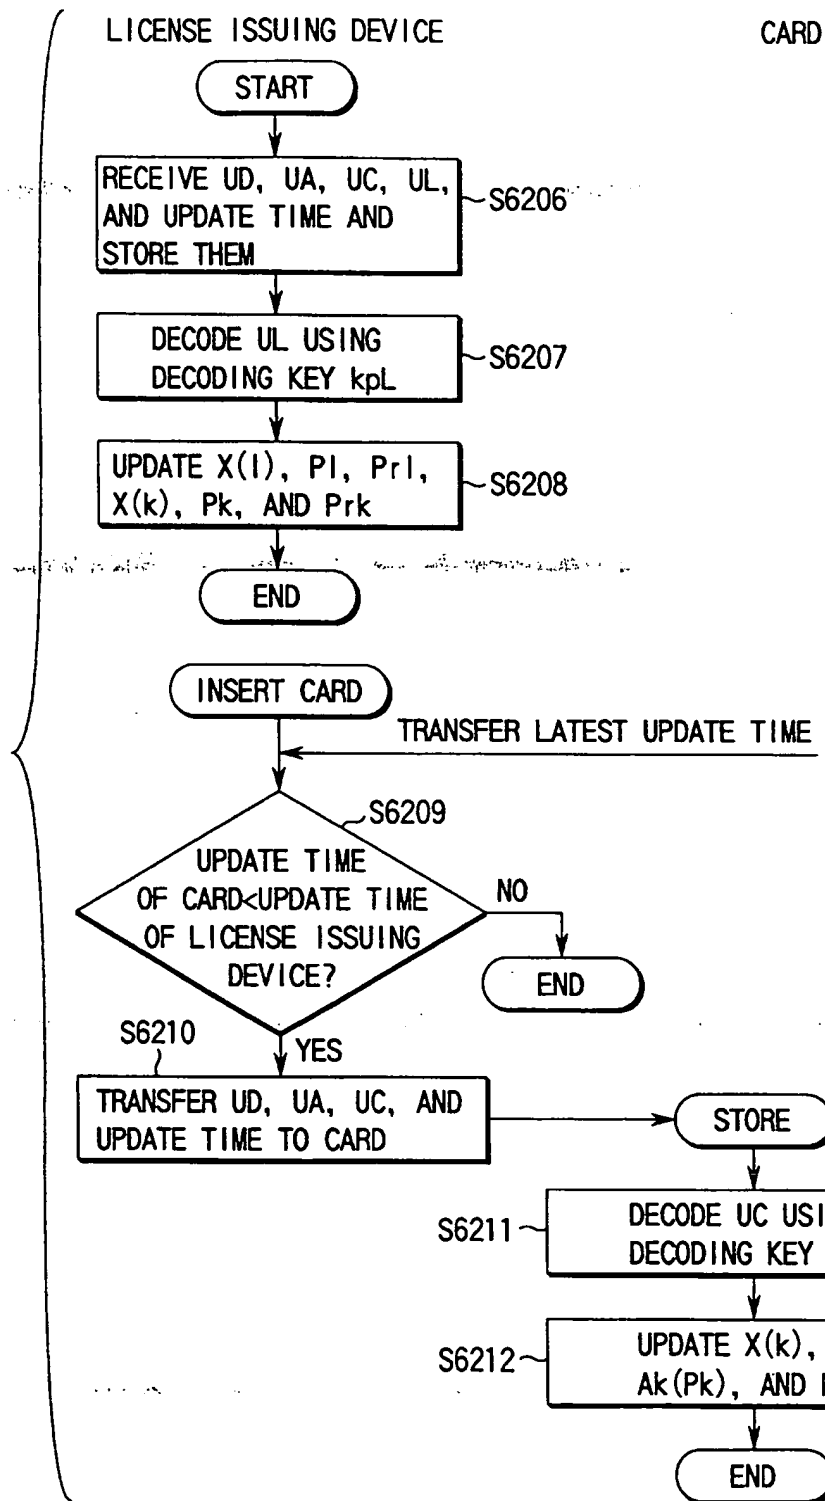 LICENSE ISSUING DEVICE CARD
START
RECEIVE UD, UA, UC, UL,
AND UPDATE TIME AND
STORE THEM
S6206
DECODE UL USING
DECODING KEY kpL
S6207
UPDATE X(l), Pl, Prl,
X(k), Pk, AND Prk
S6208
END
INSERT CARD
TRANSFER LATEST UPDATE TIME
S6209
UPDATE TIME
OF CARD<UPDATE TIME
OF LICENSE ISSUING
DEVICE?
NO
END
S6210
YES
TRANSFER UD, UA, UC, AND
UPDATE TIME TO CARD
STORE
S6211
DECODE UC
DECODING KEY
S6212
UPDATE X(k),
Ak(Pk), AND
END